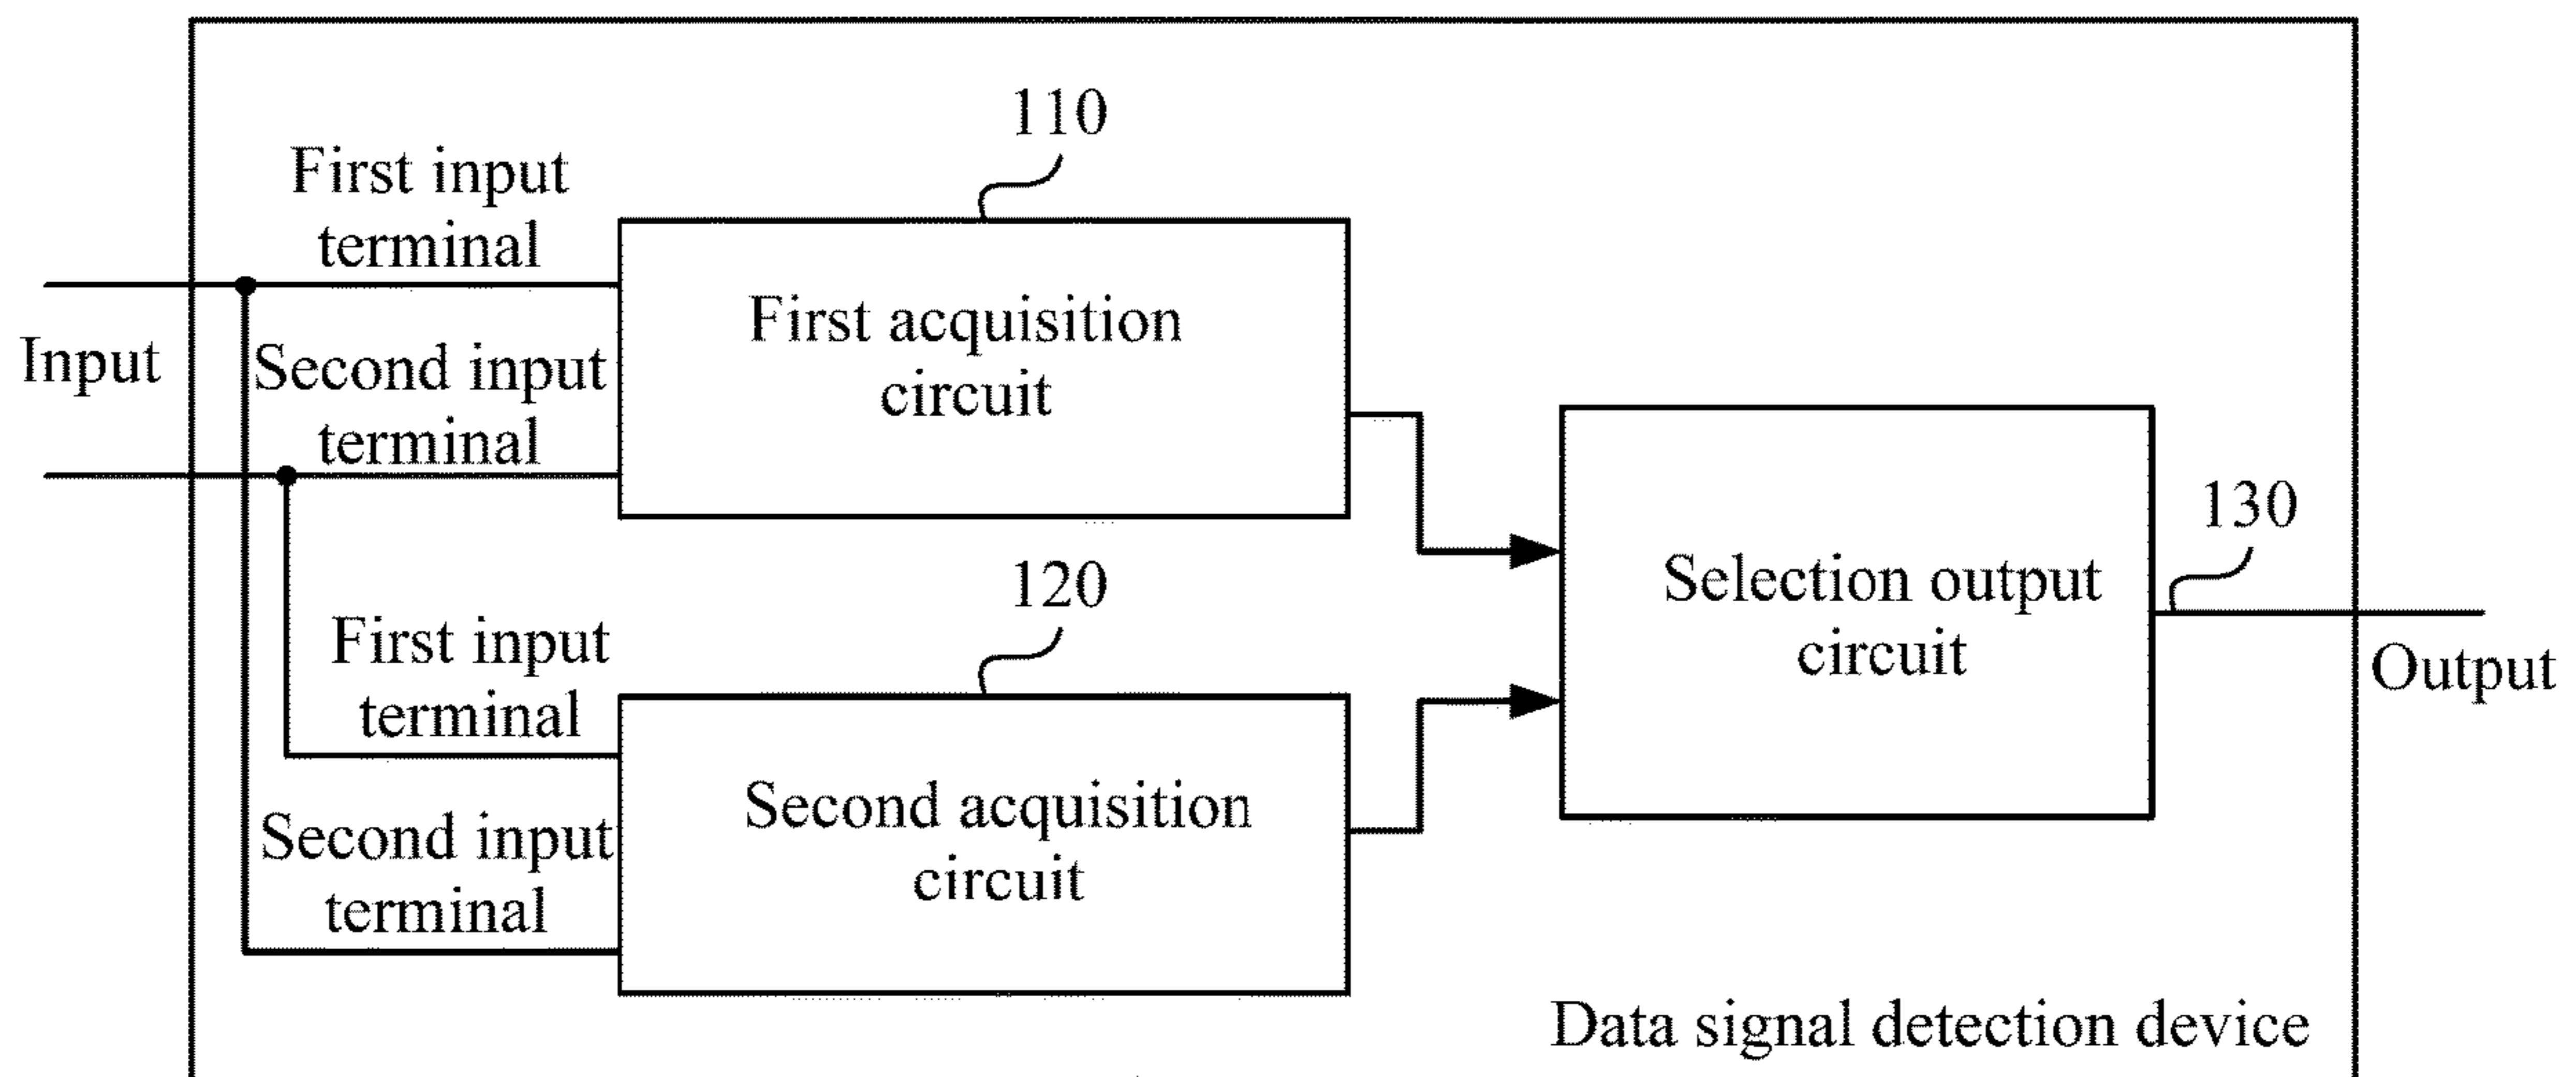 110
First input
terminal
First acquisition
circuit
Input
Second input
terminal
130
Selection output
circuit
Output
120
First input
terminal
Second acquisition
circuit
Second input
terminal
Data signal detection device